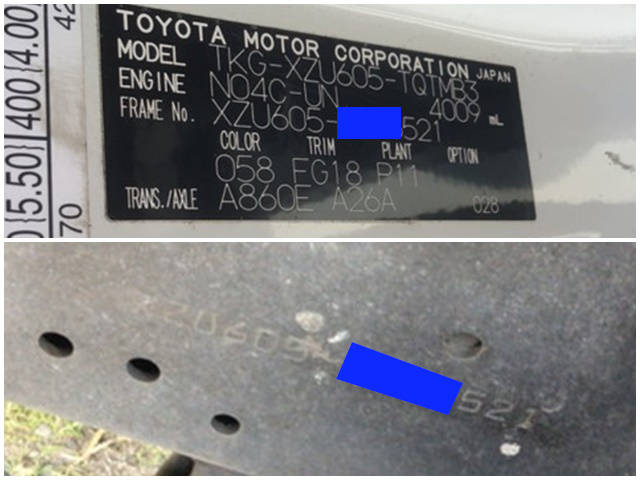 0}{5.50}{400}{4.00}
70
42
TOYOTA MOTOR CORPORATION JAPAN
MODEL TKG-XZU605-TQTMB3
ENGINE N04C-UN 4009 mL
FRAME No. XZU605- 521
COLOR TRIM PLANT OPTION
058 FG18 P11
TRANS./AXLE A860E A26A 028
XZU605- 521